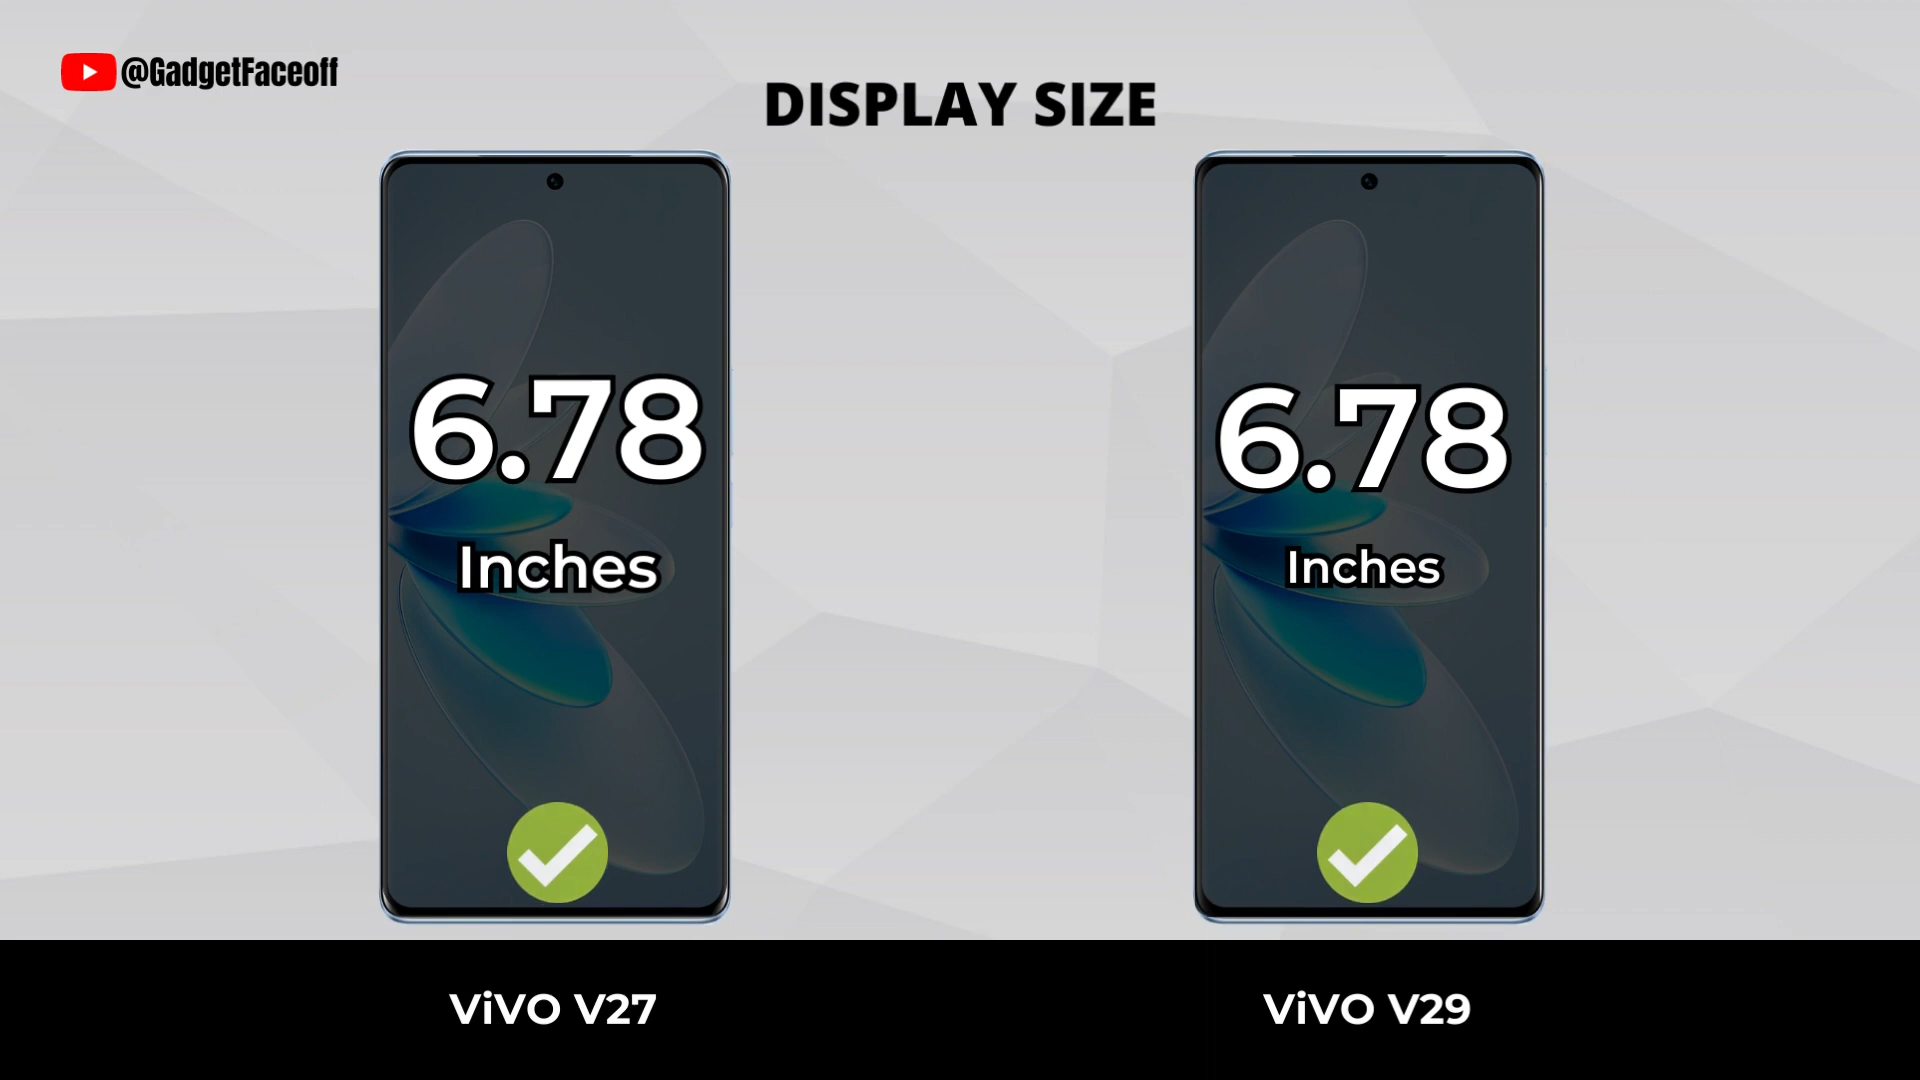 @GadgetFaceoff
DISPLAY SIZE
6.78
Inches
6.78
Inches
ViVO V27
ViVO V29